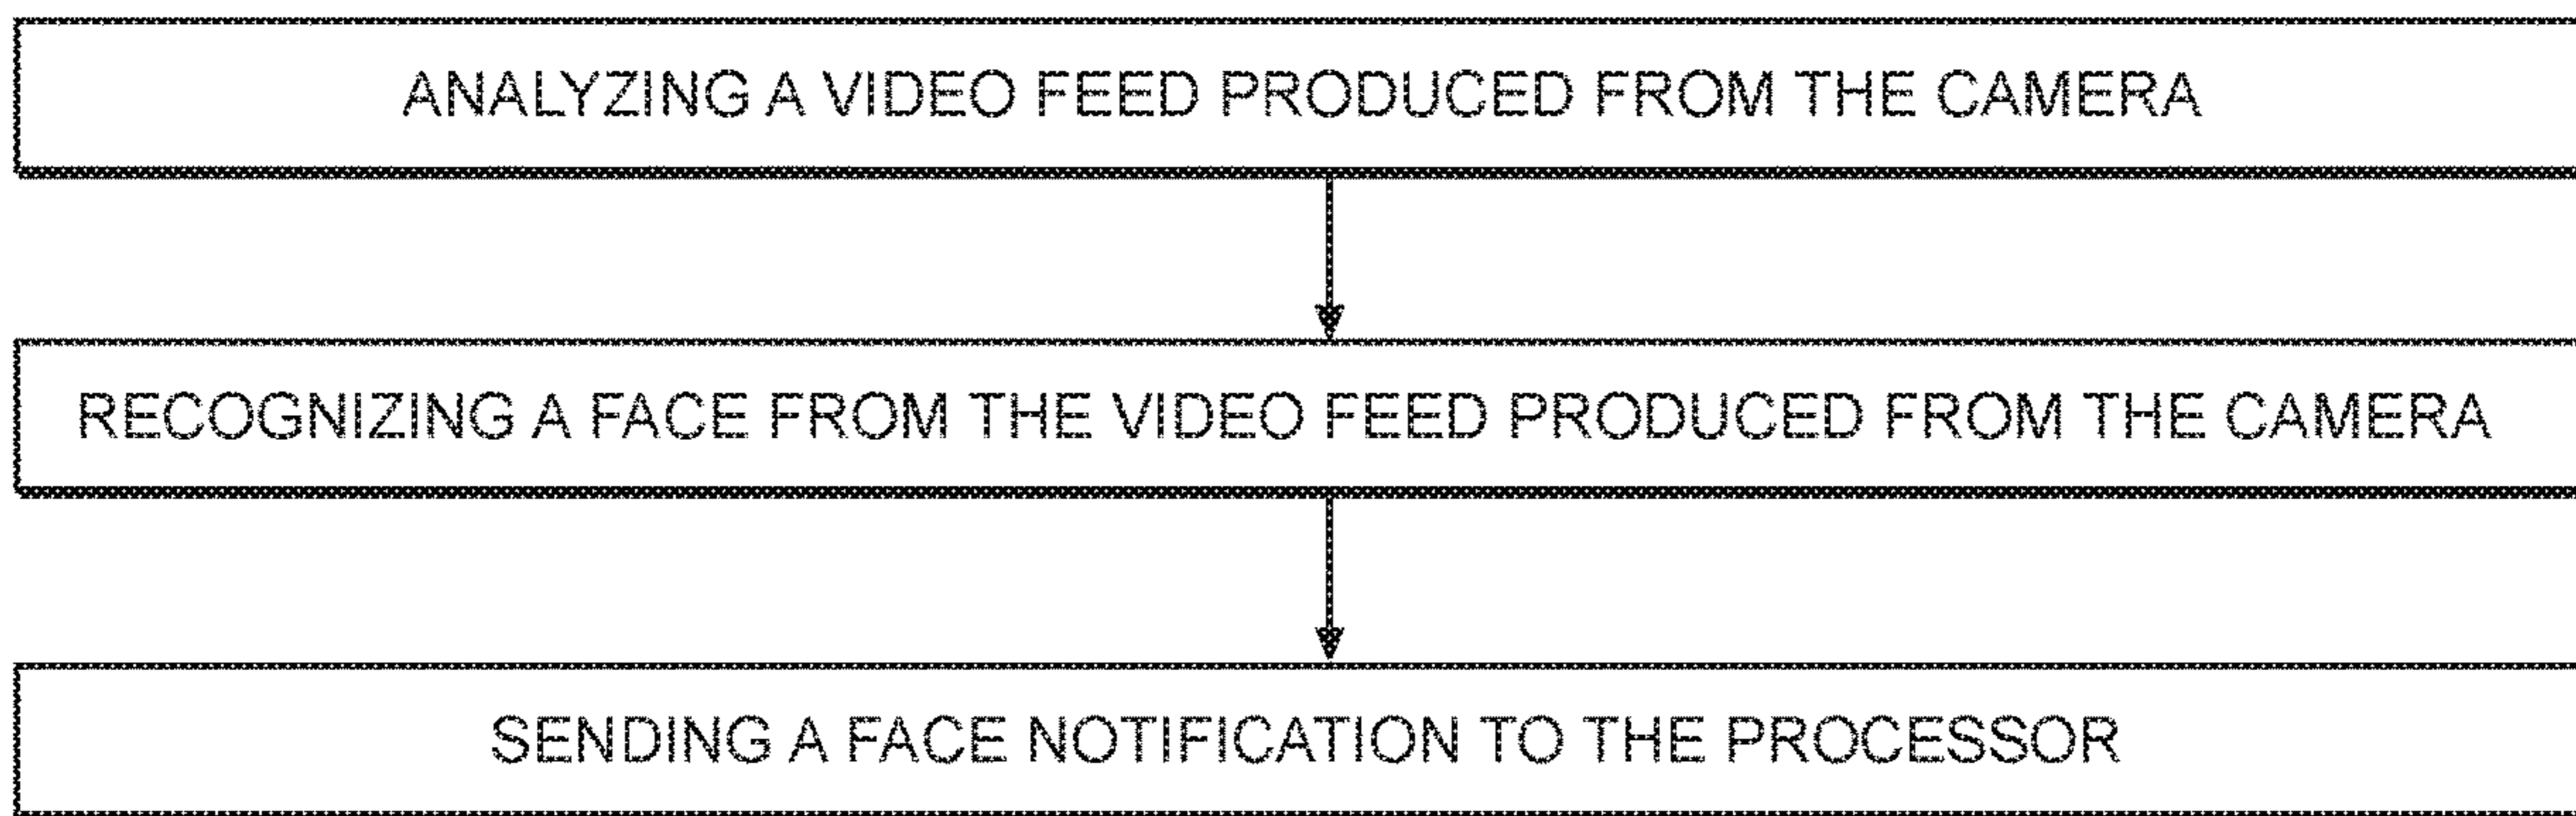 ANALYZING A VIDEO FEED PRODUCED FROM THE CAMERA
RECOGNIZING A FACE FROM THE VIDEO FEED PRODUCED FROM THE CAMERA
SENDING A FACE NOTIFICATION TO THE PROCESSOR